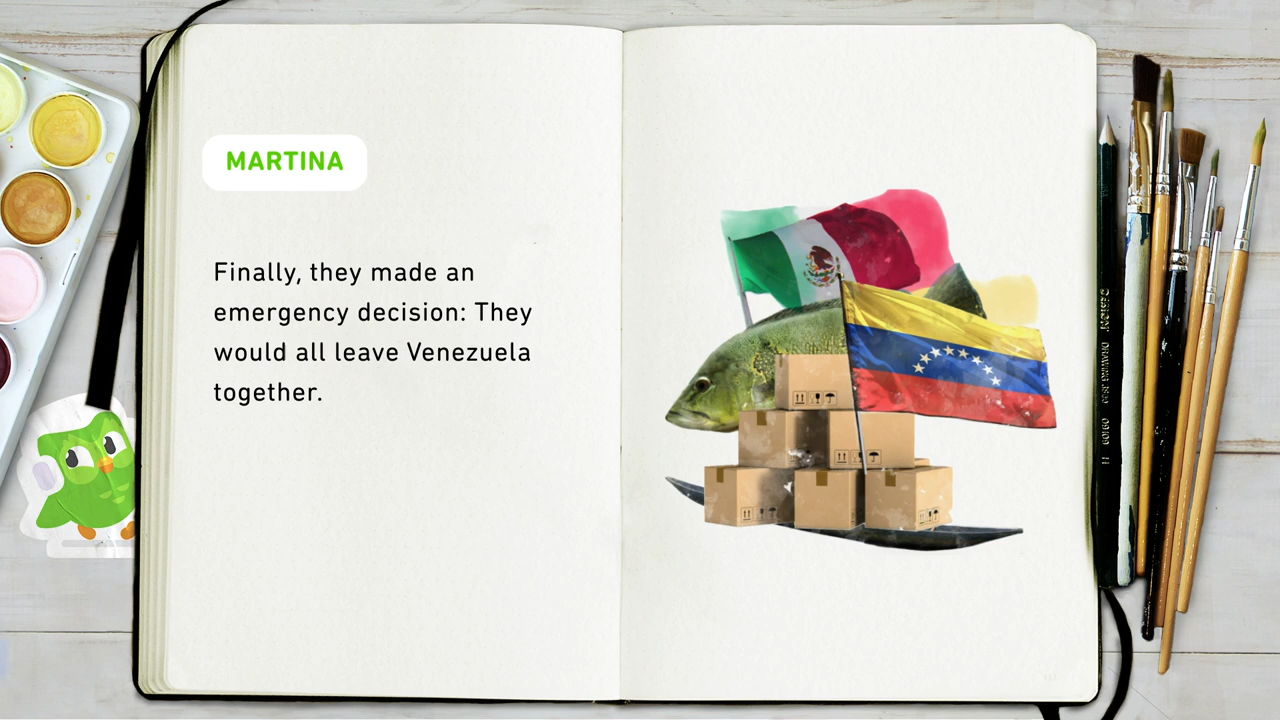 MARTINA
Finally, they made an
emergency decision: They
would all leave Venezuela
together.